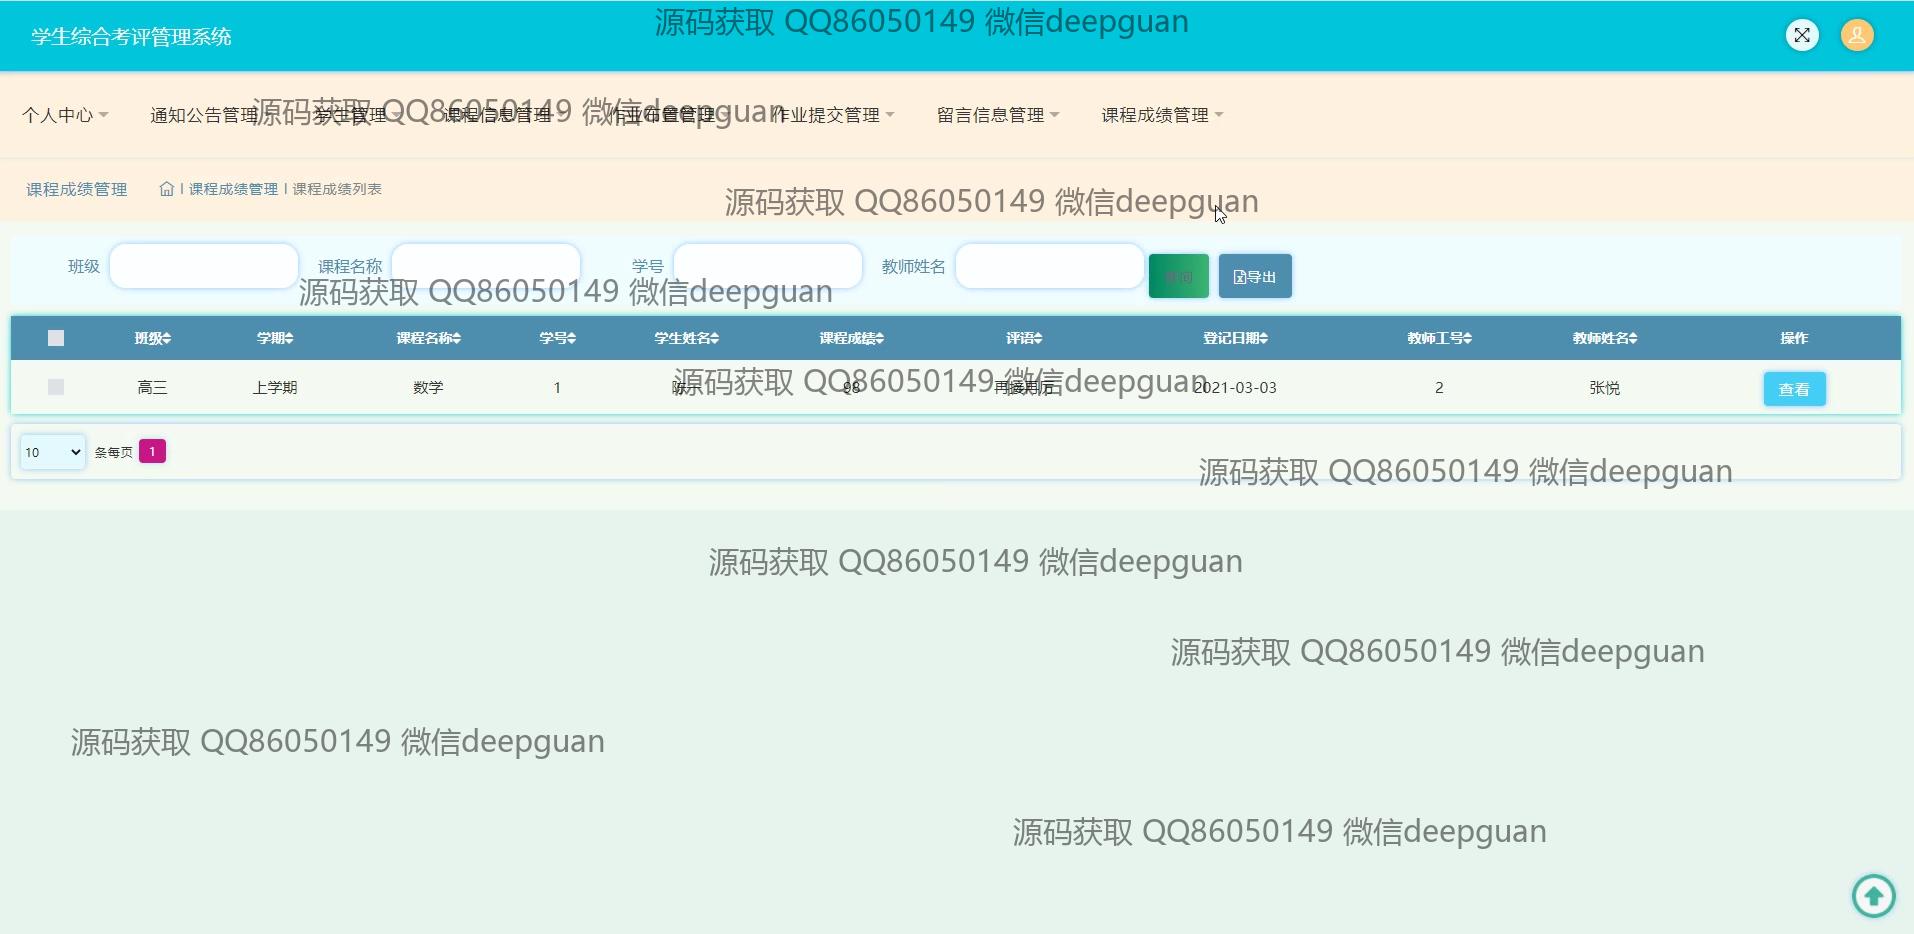 学生综合考评管理系统
源码获取 QQ86050149 微信deepguan
个人中心 通知公告管理 学生管理 课程信息管理 作业布置管理 作业提交管理 留言信息管理 课程成绩管理
源码获取 QQ86050149 微信deepguan
课程成绩管理 课程成绩管理 课程成绩列表
源码获取 QQ86050149 微信deepguan
班级 课程名称 学号 教师姓名 查询 导出
源码获取 QQ86050149 微信deepguan
班级 学期 课程名称 学号 学生姓名 课程成绩 评语 登记日期 教师工号 教师姓名 操作
高三 上学期 数学 1 98 再接再厉 2021-03-03 2 张悦 查看
源码获取 QQ86050149 微信deepguan
10 条每页 1
源码获取 QQ86050149 微信deepguan
源码获取 QQ86050149 微信deepguan
源码获取 QQ86050149 微信deepguan
源码获取 QQ86050149 微信deepguan
源码获取 QQ86050149 微信deepguan